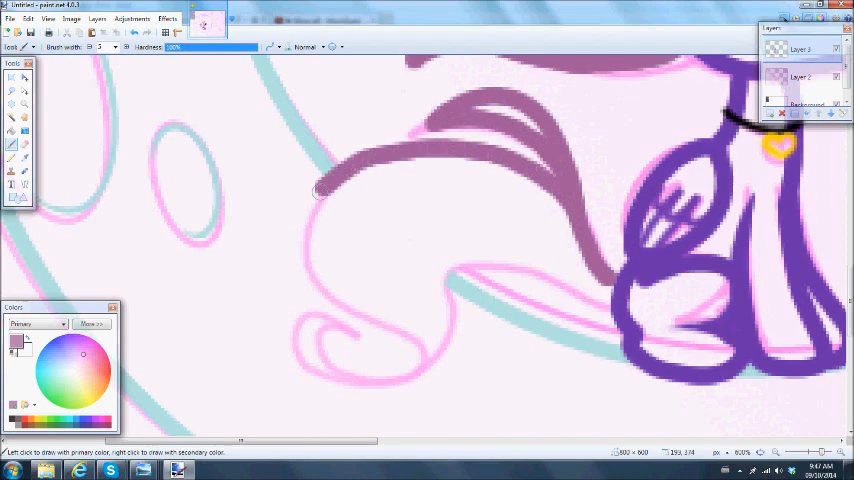 Untitled - paint.net 4.0.3
File Edit View Image Layers Adjustments Effects
Tool: Brush width: 5 Hardness: 100% Normal
Tools
Layers
Layer 3
Layer 2
Background
Colors
Primary More >>
Left click to draw with primary color, right click to draw with secondary color. 800 × 600 193, 374 px 600%
9:47 AM
09/10/2014